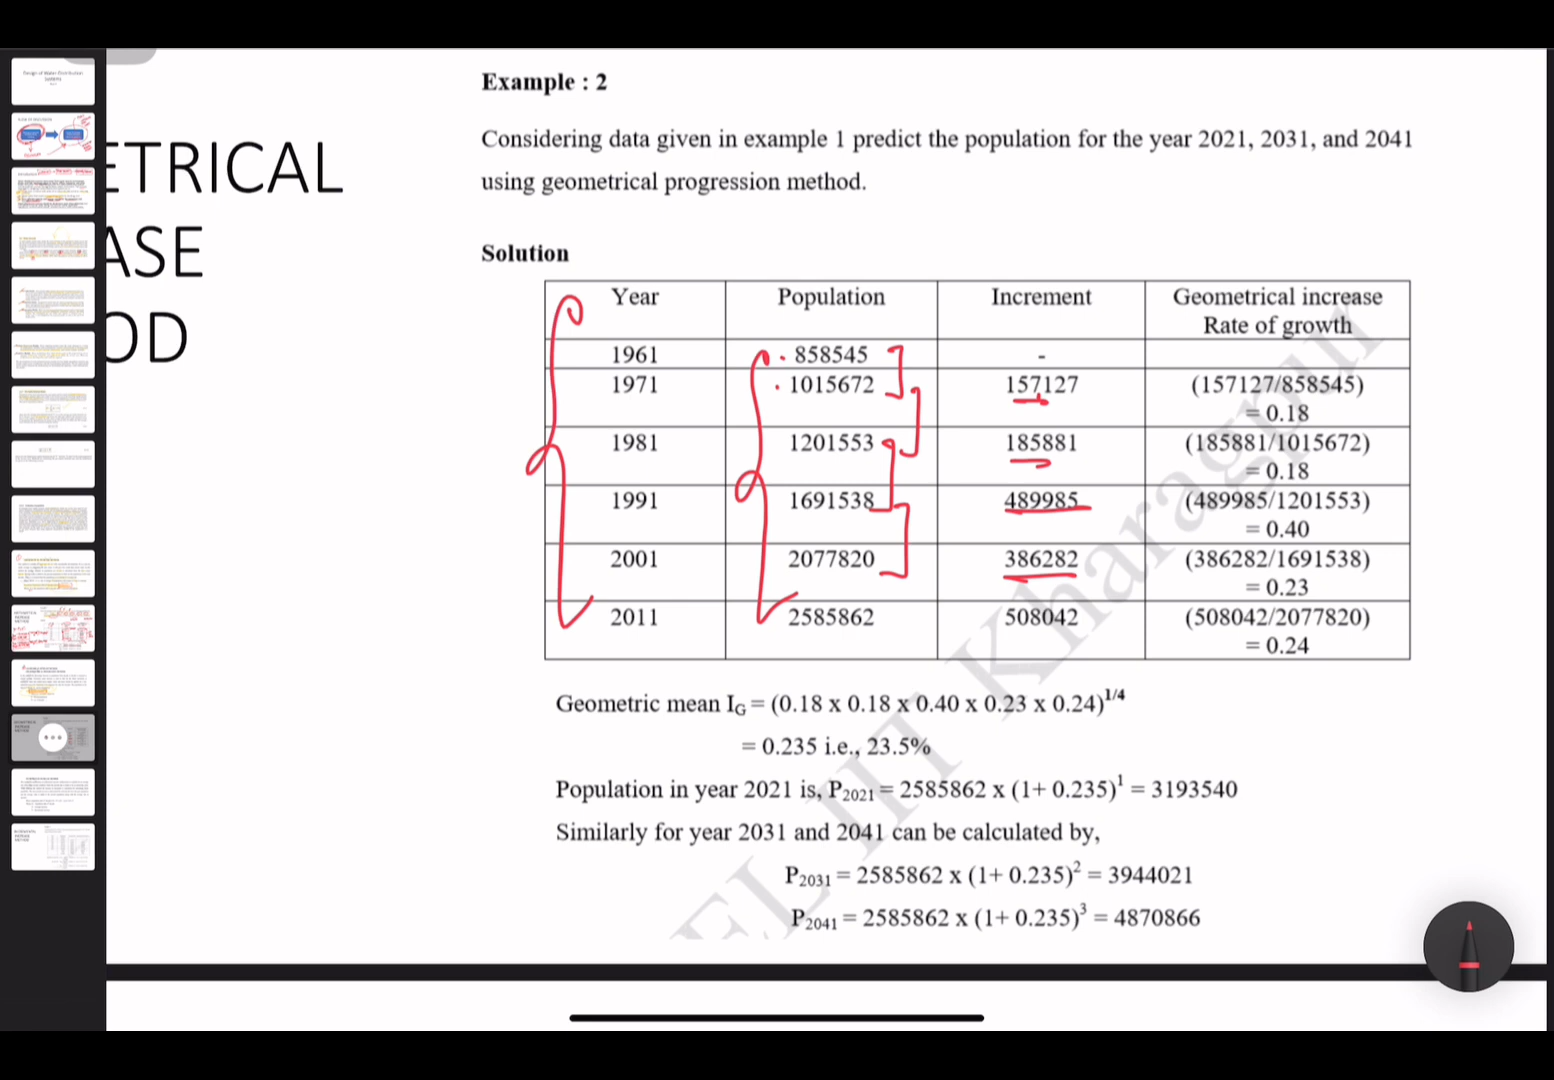 ETRICAL
ASE
OD
Example : 2
Considering data given in example 1 predict the population for the year 2021, 2031, and 2041
using geometrical progression method.
Solution
Year Population Increment Geometrical increase
Rate of growth
1961 858545 -
1971 1015672 157127 (157127/858545)
= 0.18
1981 1201553 185881 (185881/1015672)
= 0.18
1991 1691538 489985 (489985/1201553)
= 0.40
2001 2077820 386282 (386282/1691538)
= 0.23
2011 2585862 508042 (508042/2077820)
= 0.24
Geometric mean I_G = (0.18 x 0.18 x 0.40 x 0.23 x 0.24)^1/4
= 0.235 i.e., 23.5%
Population in year 2021 is, P_2021 = 2585862 x (1+ 0.235)^1 = 3193540
Similarly for year 2031 and 2041 can be calculated by,
P_2031 = 2585862 x (1+ 0.235)^2 = 3944021
P_2041 = 2585862 x (1+ 0.235)^3 = 4870866
EL IIT Kharagpur